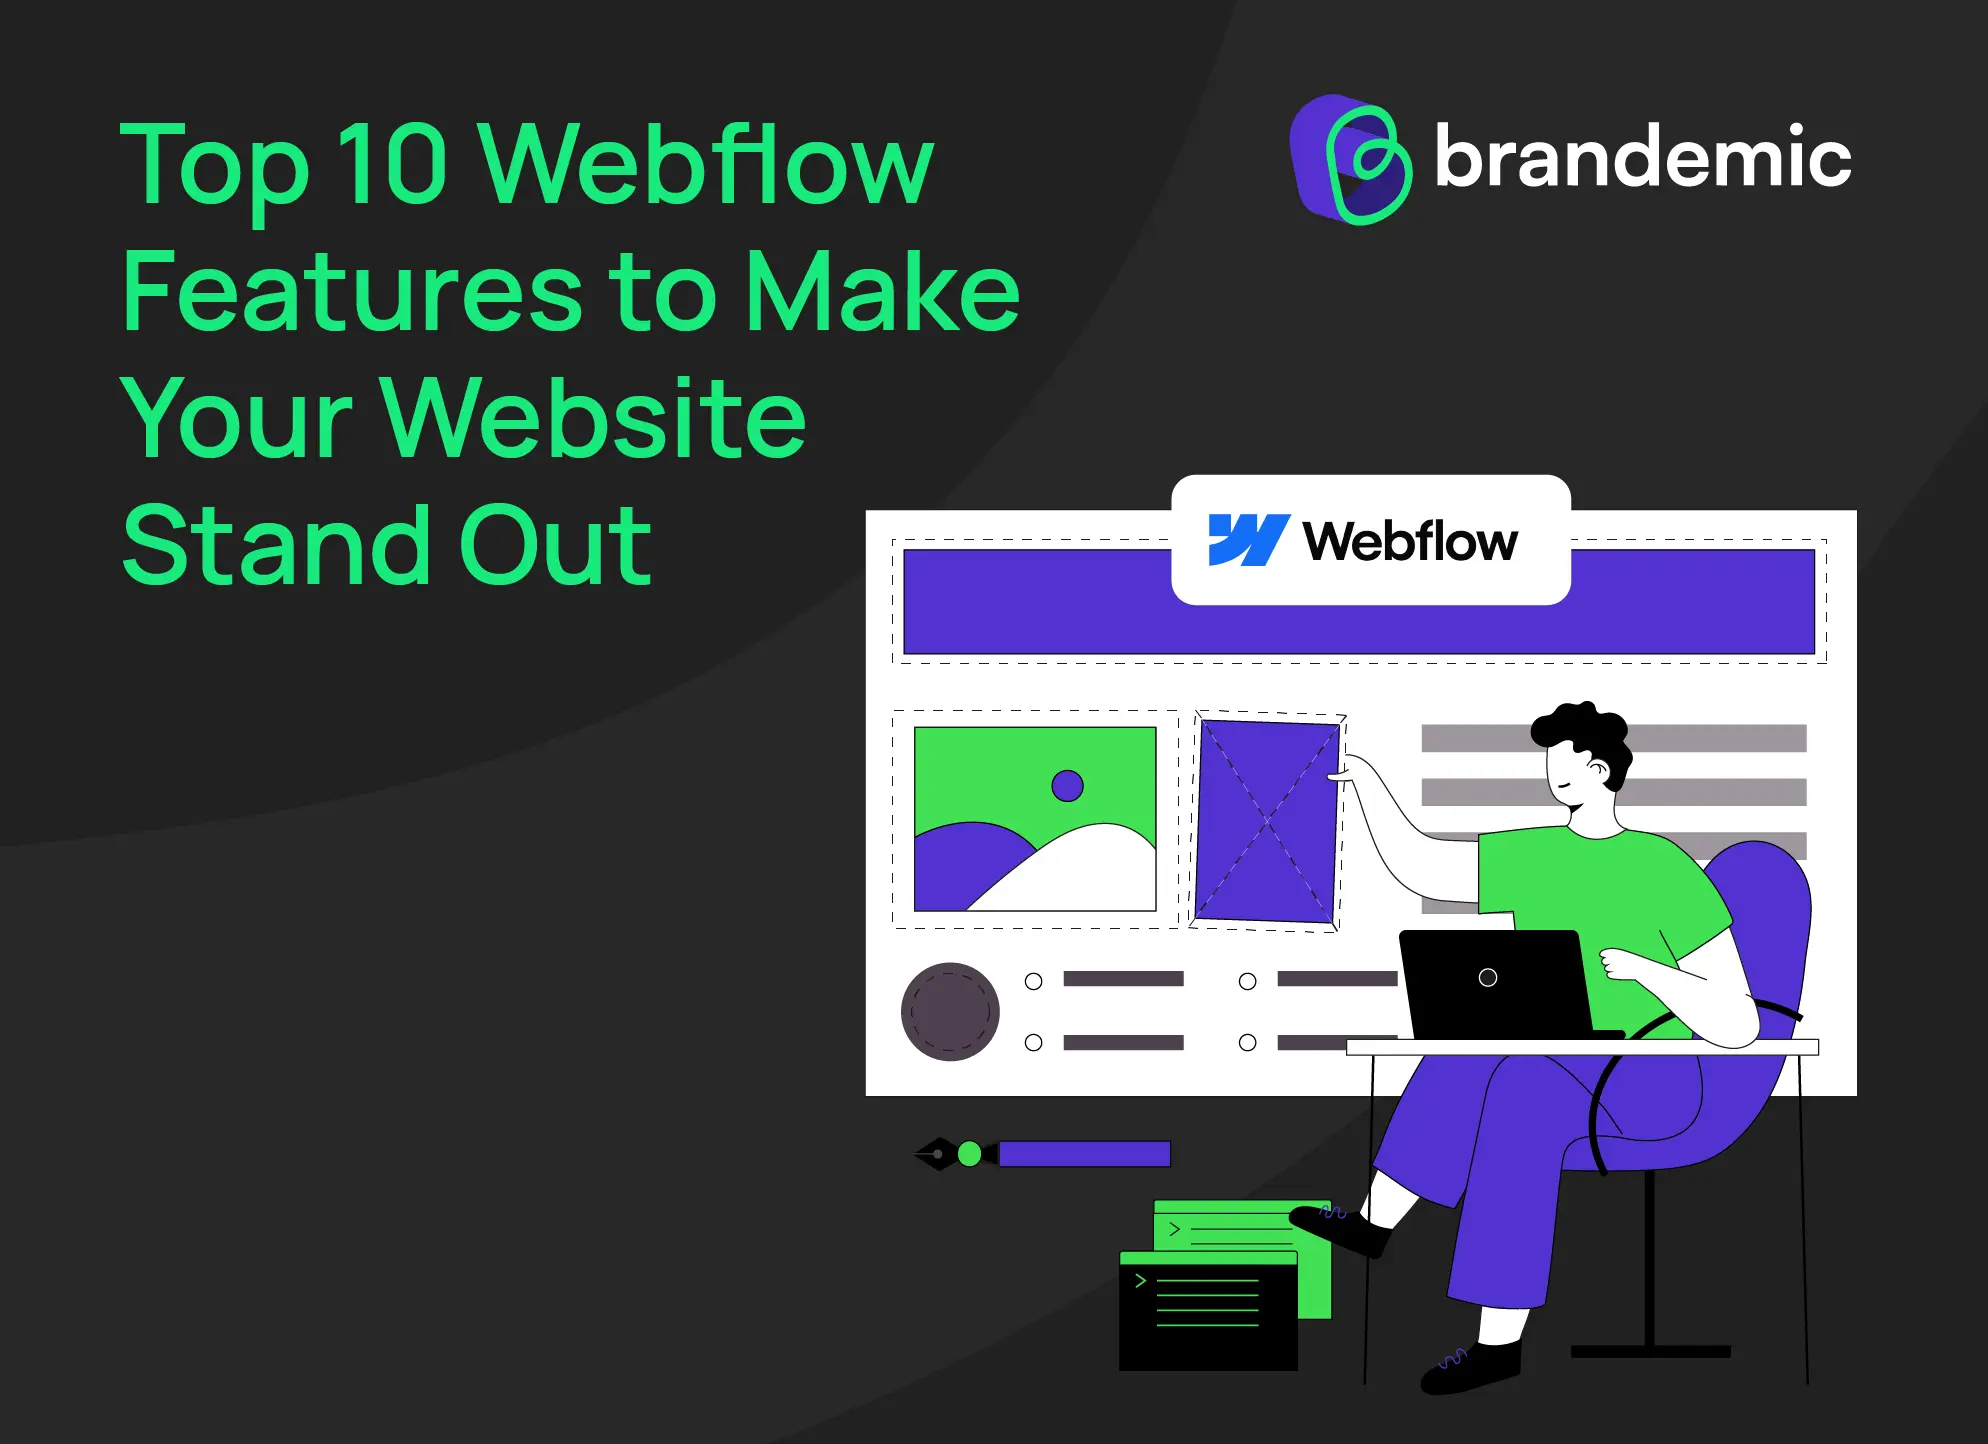 Top 10 Webflow
Features to Make
Your Website
Stand Out
brandemic
Webflow